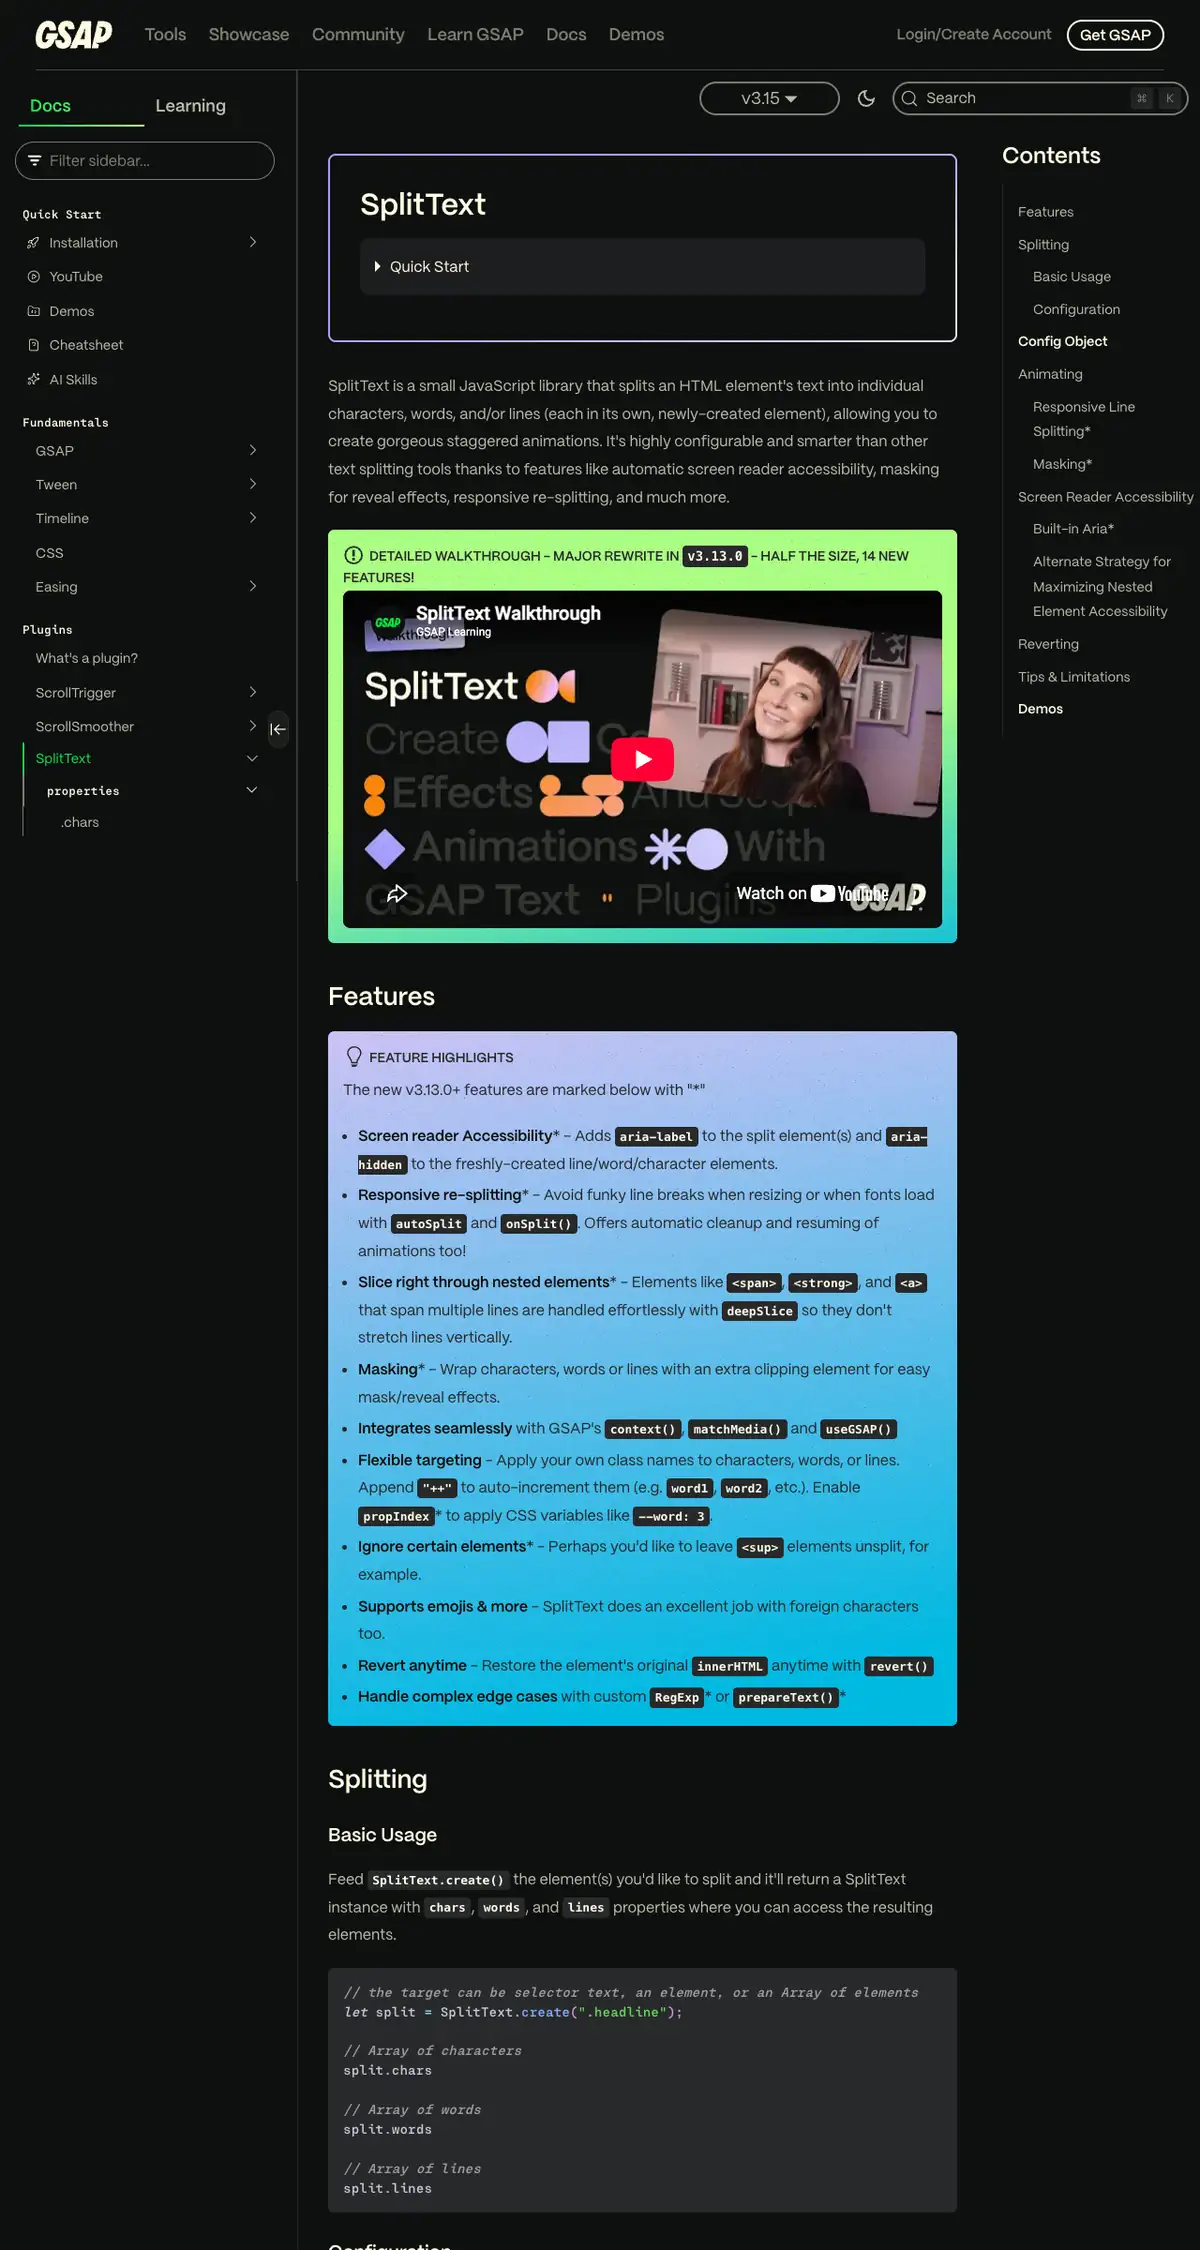 GSAP Tools Showcase Community Learn GSAP Docs Demos Login/Create Account Get GSAP
Docs Learning
v3.15 Search ⌘ K
Filter sidebar...
Quick Start
Installation
YouTube
Demos
Cheatsheet
AI Skills
Fundamentals
GSAP
Tween
Timeline
CSS
Easing
Plugins
What's a plugin?
ScrollTrigger
ScrollSmoother
SplitText
properties
.chars
SplitText
Quick Start
SplitText is a small JavaScript library that splits an HTML element's text into individual
characters, words, and/or lines (each in its own, newly-created element), allowing you to
create gorgeous staggered animations. It's highly configurable and smarter than other
text splitting tools thanks to features like automatic screen reader accessibility, masking
for reveal effects, responsive re-splitting, and much more.
DETAILED WALKTHROUGH – MAJOR REWRITE IN v3.13.0 – HALF THE SIZE, 14 NEW
FEATURES!
GSAP SplitText Walkthrough
GSAP Learning
Walkthrough
SplitText
Create
Effects And
Animations With
GSAP Text Plugins
Watch on YouTube
GSAP
Features
FEATURE HIGHLIGHTS
The new v3.13.0+ features are marked below with "*"
• Screen reader Accessibility* - Adds aria-label to the split element(s) and aria-
hidden to the freshly-created line/word/character elements.
• Responsive re-splitting* - Avoid funky line breaks when resizing or when fonts load
with autoSplit and onSplit(). Offers automatic cleanup and resuming of
animations too!
• Slice right through nested elements* - Elements like <span>, <strong>, and <a>
that span multiple lines are handled effortlessly with deepSlice so they don't
stretch lines vertically.
• Masking* - Wrap characters, words or lines with an extra clipping element for easy
mask/reveal effects.
• Integrates seamlessly with GSAP's context(), matchMedia() and useGSAP()
• Flexible targeting - Apply your own class names to characters, words, or lines.
Append "++" to auto-increment them (e.g. word1, word2, etc.). Enable
propIndex* to apply CSS variables like --word: 3.
• Ignore certain elements* - Perhaps you'd like to leave <sup> elements unsplit, for
example.
• Supports emojis & more - SplitText does an excellent job with foreign characters
too.
• Revert anytime - Restore the element's original innerHTML anytime with revert()
• Handle complex edge cases with custom RegExp* or prepareText()*
Splitting
Basic Usage
Feed SplitText.create() the element(s) you'd like to split and it'll return a SplitText
instance with chars, words, and lines properties where you can access the resulting
elements.
// the target can be selector text, an element, or an Array of elements
let split = SplitText.create(".headline");
// Array of characters
split.chars
// Array of words
split.words
// Array of lines
split.lines
Configuration
Contents
Features
Splitting
Basic Usage
Configuration
Config Object
Animating
Responsive Line
Splitting*
Masking*
Screen Reader Accessibility
Built-in Aria*
Alternate Strategy for
Maximizing Nested
Element Accessibility
Reverting
Tips & Limitations
Demos